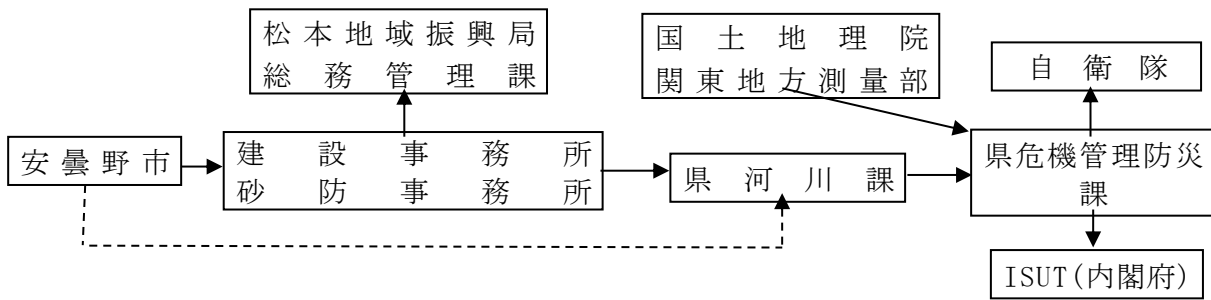 松本地域振興局
総務管理課
国土地理院
関東地方測量部
自衛隊
安曇野市
建設事務所
砂防事務所
県河川課
県危機管理防災
課
ISUT(内閣府)